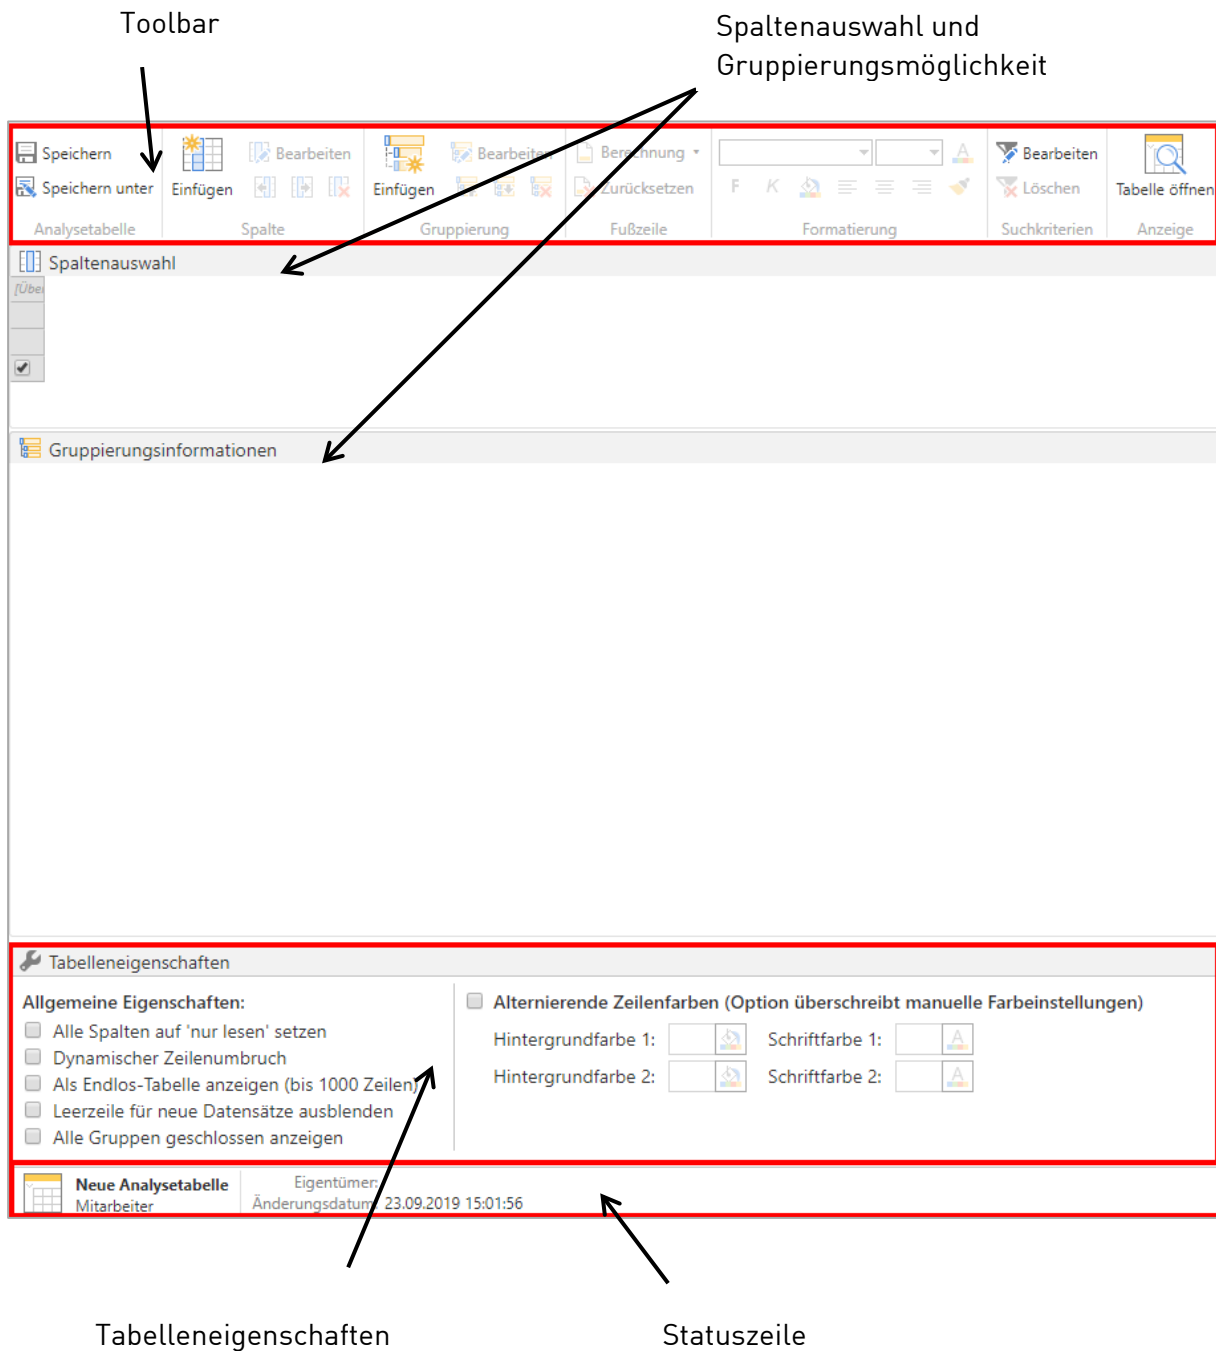 Toolbar
Spaltenauswahl und
Gruppierungsmöglichkeit
Speichern
Speichern unter
Analysetabelle
Einfügen
Bearbeiten
Spalte
Einfügen
Bearbeiten
Gruppierung
Berechnung
Zurücksetzen
Fußzeile
F K A
Formatierung
Bearbeiten
Löschen
Suchkriterien
Tabelle öffnen
Anzeige
Spaltenauswahl
[Über
Gruppierungsinformationen
Tabelleneigenschaften
Allgemeine Eigenschaften:
Alle Spalten auf 'nur lesen' setzen
Dynamischer Zeilenumbruch
Als Endlos-Tabelle anzeigen (bis 1000 Zeilen)
Leerzeile für neue Datensätze ausblenden
Alle Gruppen geschlossen anzeigen
Alternierende Zeilenfarben (Option überschreibt manuelle Farbeinstellungen)
Hintergrundfarbe 1: Schriftfarbe 1: A
Hintergrundfarbe 2: Schriftfarbe 2: A
Neue Analysetabelle
Mitarbeiter
Eigentümer:
Änderungsdatum: 23.09.2019 15:01:56
Tabelleneigenschaften
Statuszeile